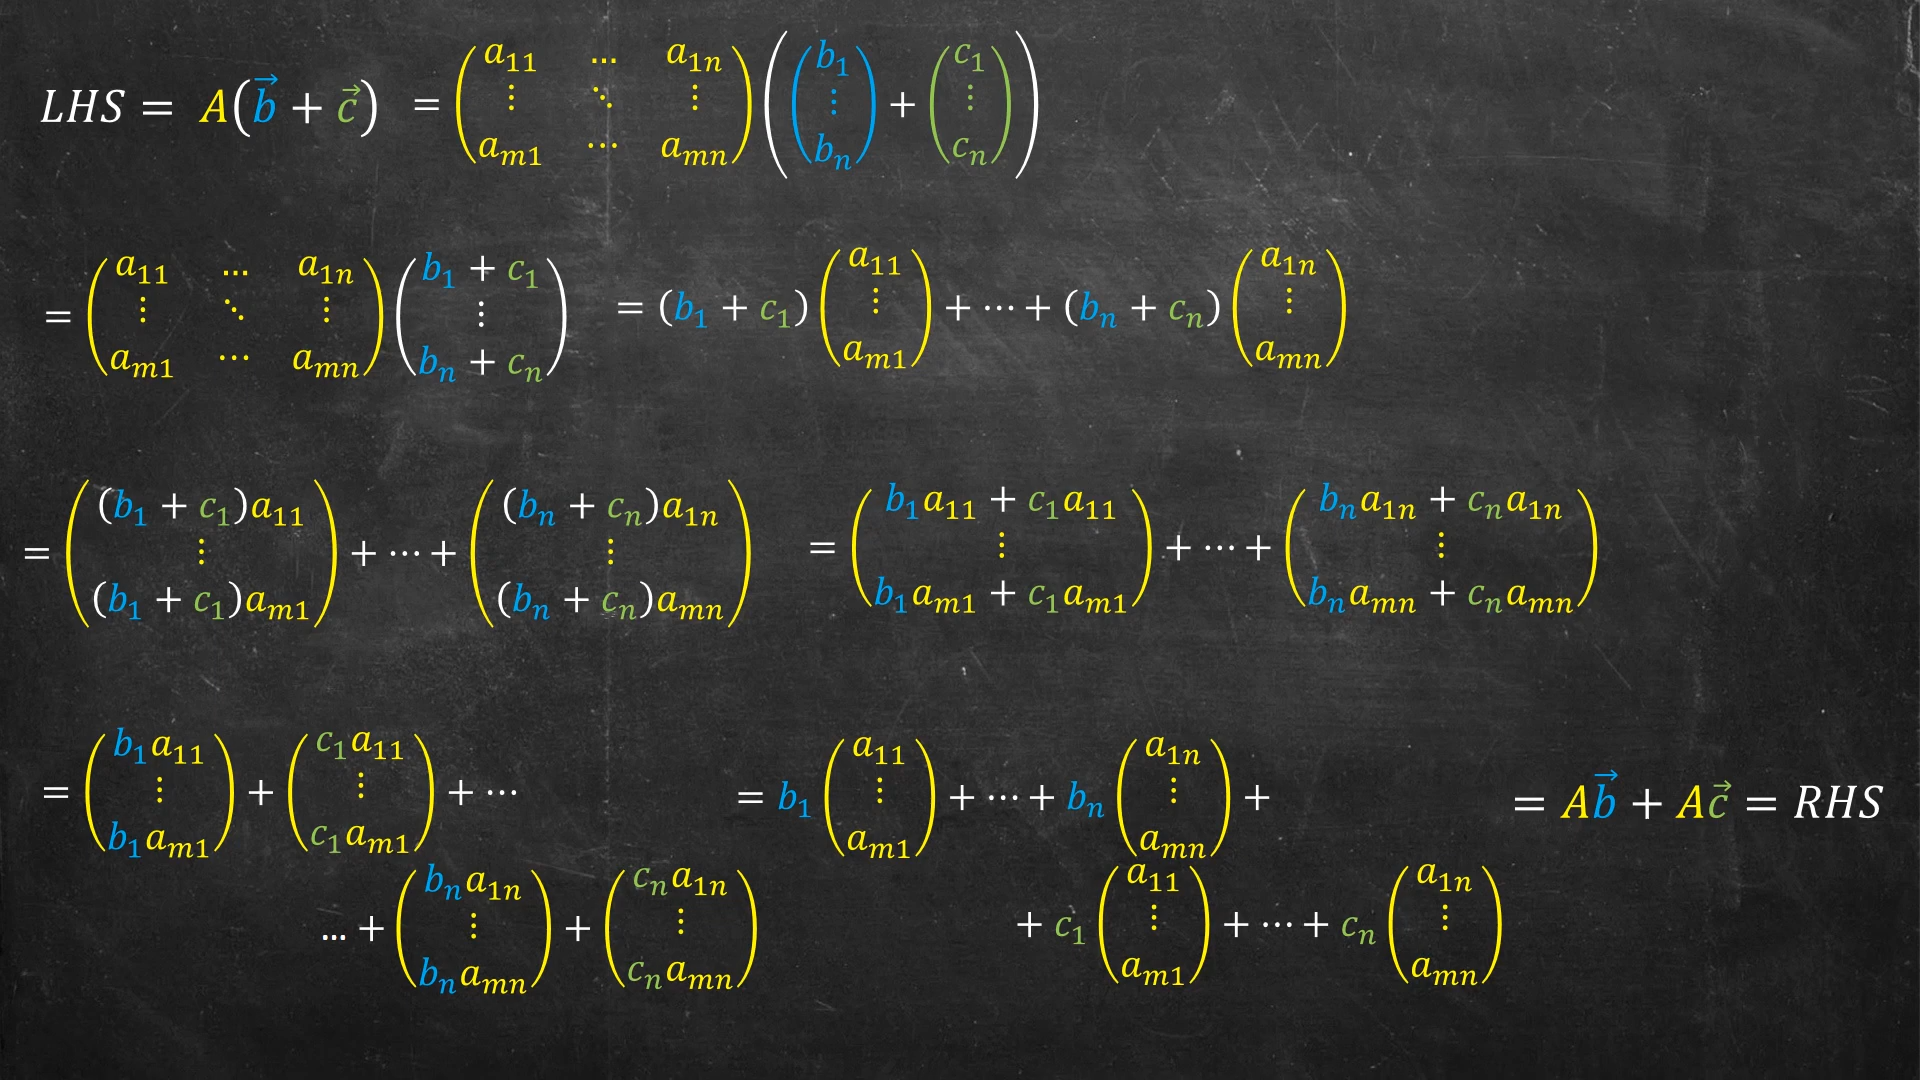 LHS = A(b⃗ + c⃗) = (a₁₁ … a₁ₙ ⋮ ⋱ ⋮ aₘ₁ ⋯ aₘₙ)((b₁ ⋮ bₙ) + (c₁ ⋮ cₙ))
= (a₁₁ … a₁ₙ ⋮ ⋱ ⋮ aₘ₁ ⋯ aₘₙ)(b₁ + c₁ ⋮ bₙ + cₙ) = (b₁ + c₁)(a₁₁ ⋮ aₘ₁) + ⋯ + (bₙ + cₙ)(a₁ₙ ⋮ aₘₙ)
= ((b₁ + c₁)a₁₁ ⋮ (b₁ + c₁)aₘ₁) + ⋯ + ((bₙ + cₙ)a₁ₙ ⋮ (bₙ + cₙ)aₘₙ) = (b₁a₁₁ + c₁a₁₁ ⋮ b₁aₘ₁ + c₁aₘ₁) + ⋯ + (bₙa₁ₙ + cₙa₁ₙ ⋮ bₙaₘₙ + cₙaₘₙ)
= (b₁a₁₁ ⋮ b₁aₘ₁) + (c₁a₁₁ ⋮ c₁aₘ₁) + ⋯
… + (bₙa₁ₙ ⋮ bₙaₘₙ) + (cₙa₁ₙ ⋮ cₙaₘₙ)
= b₁(a₁₁ ⋮ aₘ₁) + ⋯ + bₙ(a₁ₙ ⋮ aₘₙ) +
+ c₁(a₁₁ ⋮ aₘ₁) + ⋯ + cₙ(a₁ₙ ⋮ aₘₙ)
= Ab⃗ + Ac⃗ = RHS